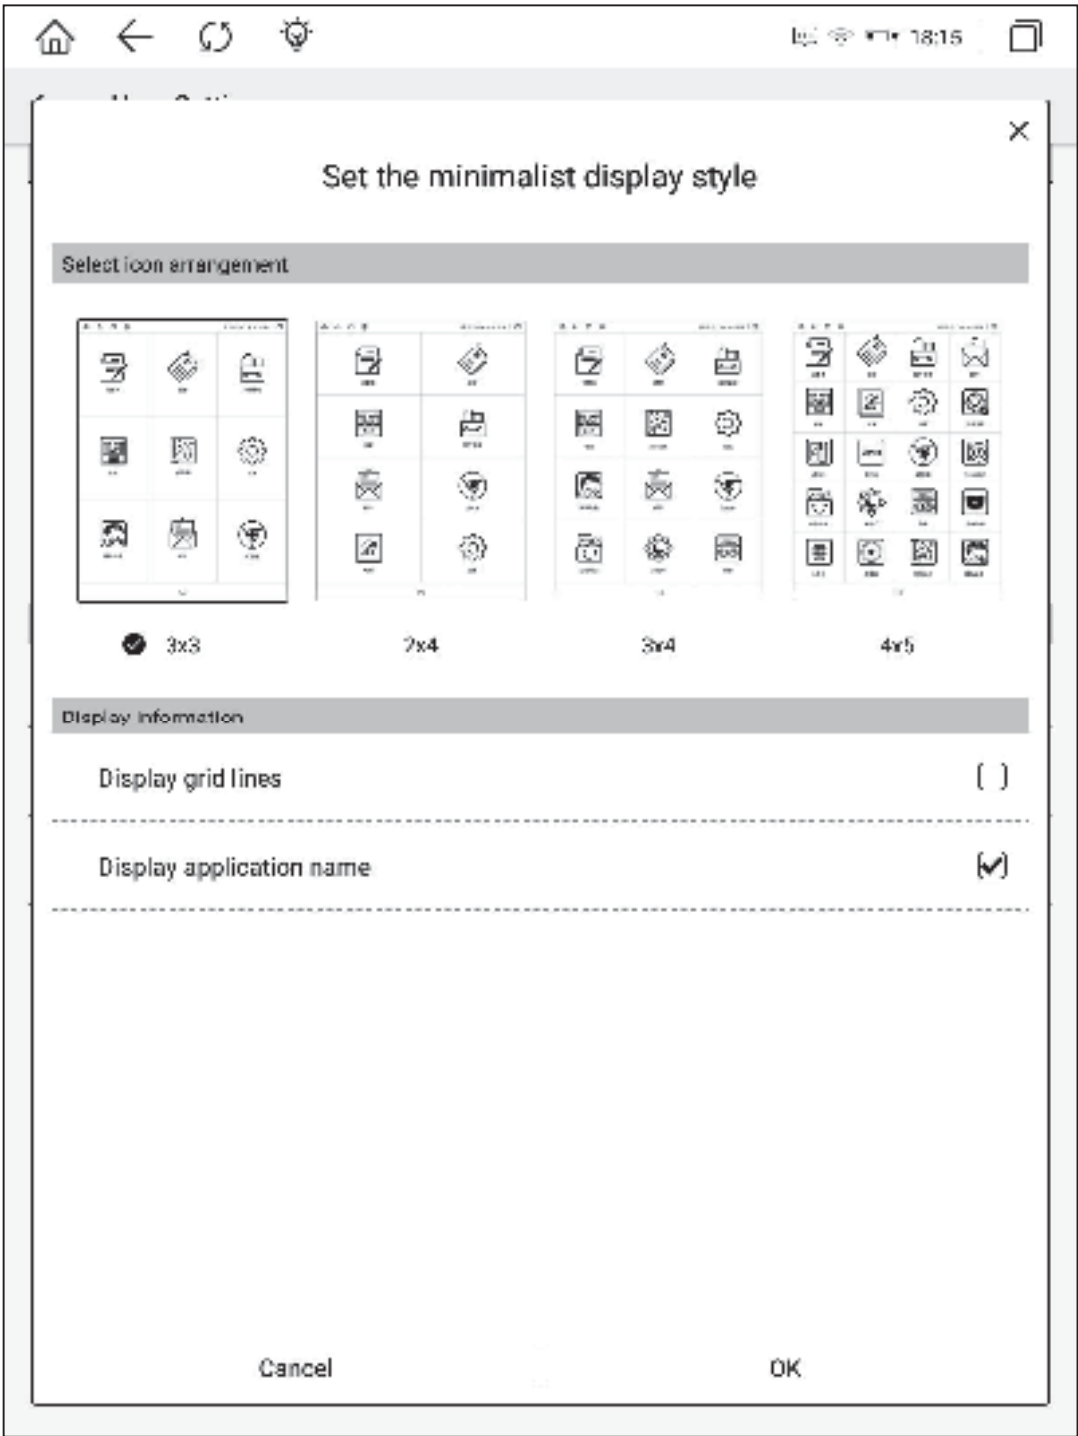 18:15
Set the minimalist display style
Select icon arrangement
3x3
2x4
3x4
4x5
Display information
Display grid lines
Display application name
Cancel
OK